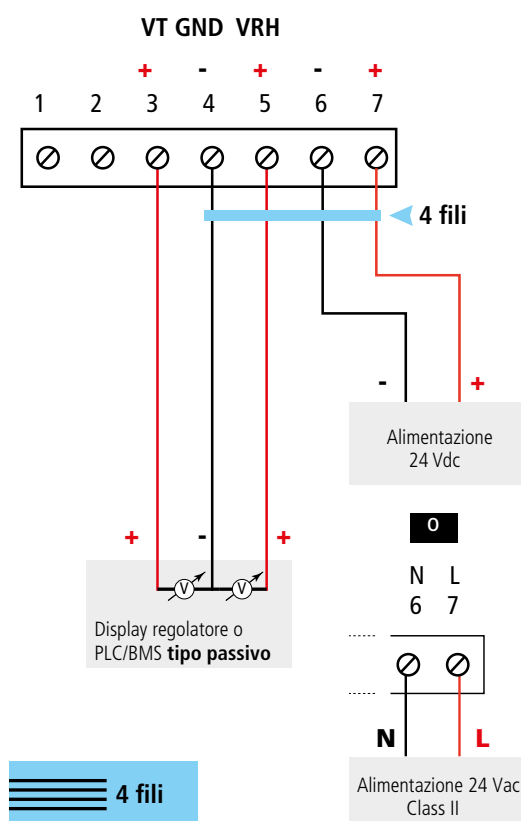 VT GND VRH
+ - + - +
1 2 3 4 5 6 7
4 fili
- +
Alimentazione
24 Vdc
+ - +
V V
Display regolatore o
PLC/BMS tipo passivo
o
N L
6 7
N L
Alimentazione 24 Vac
Class II
4 fili